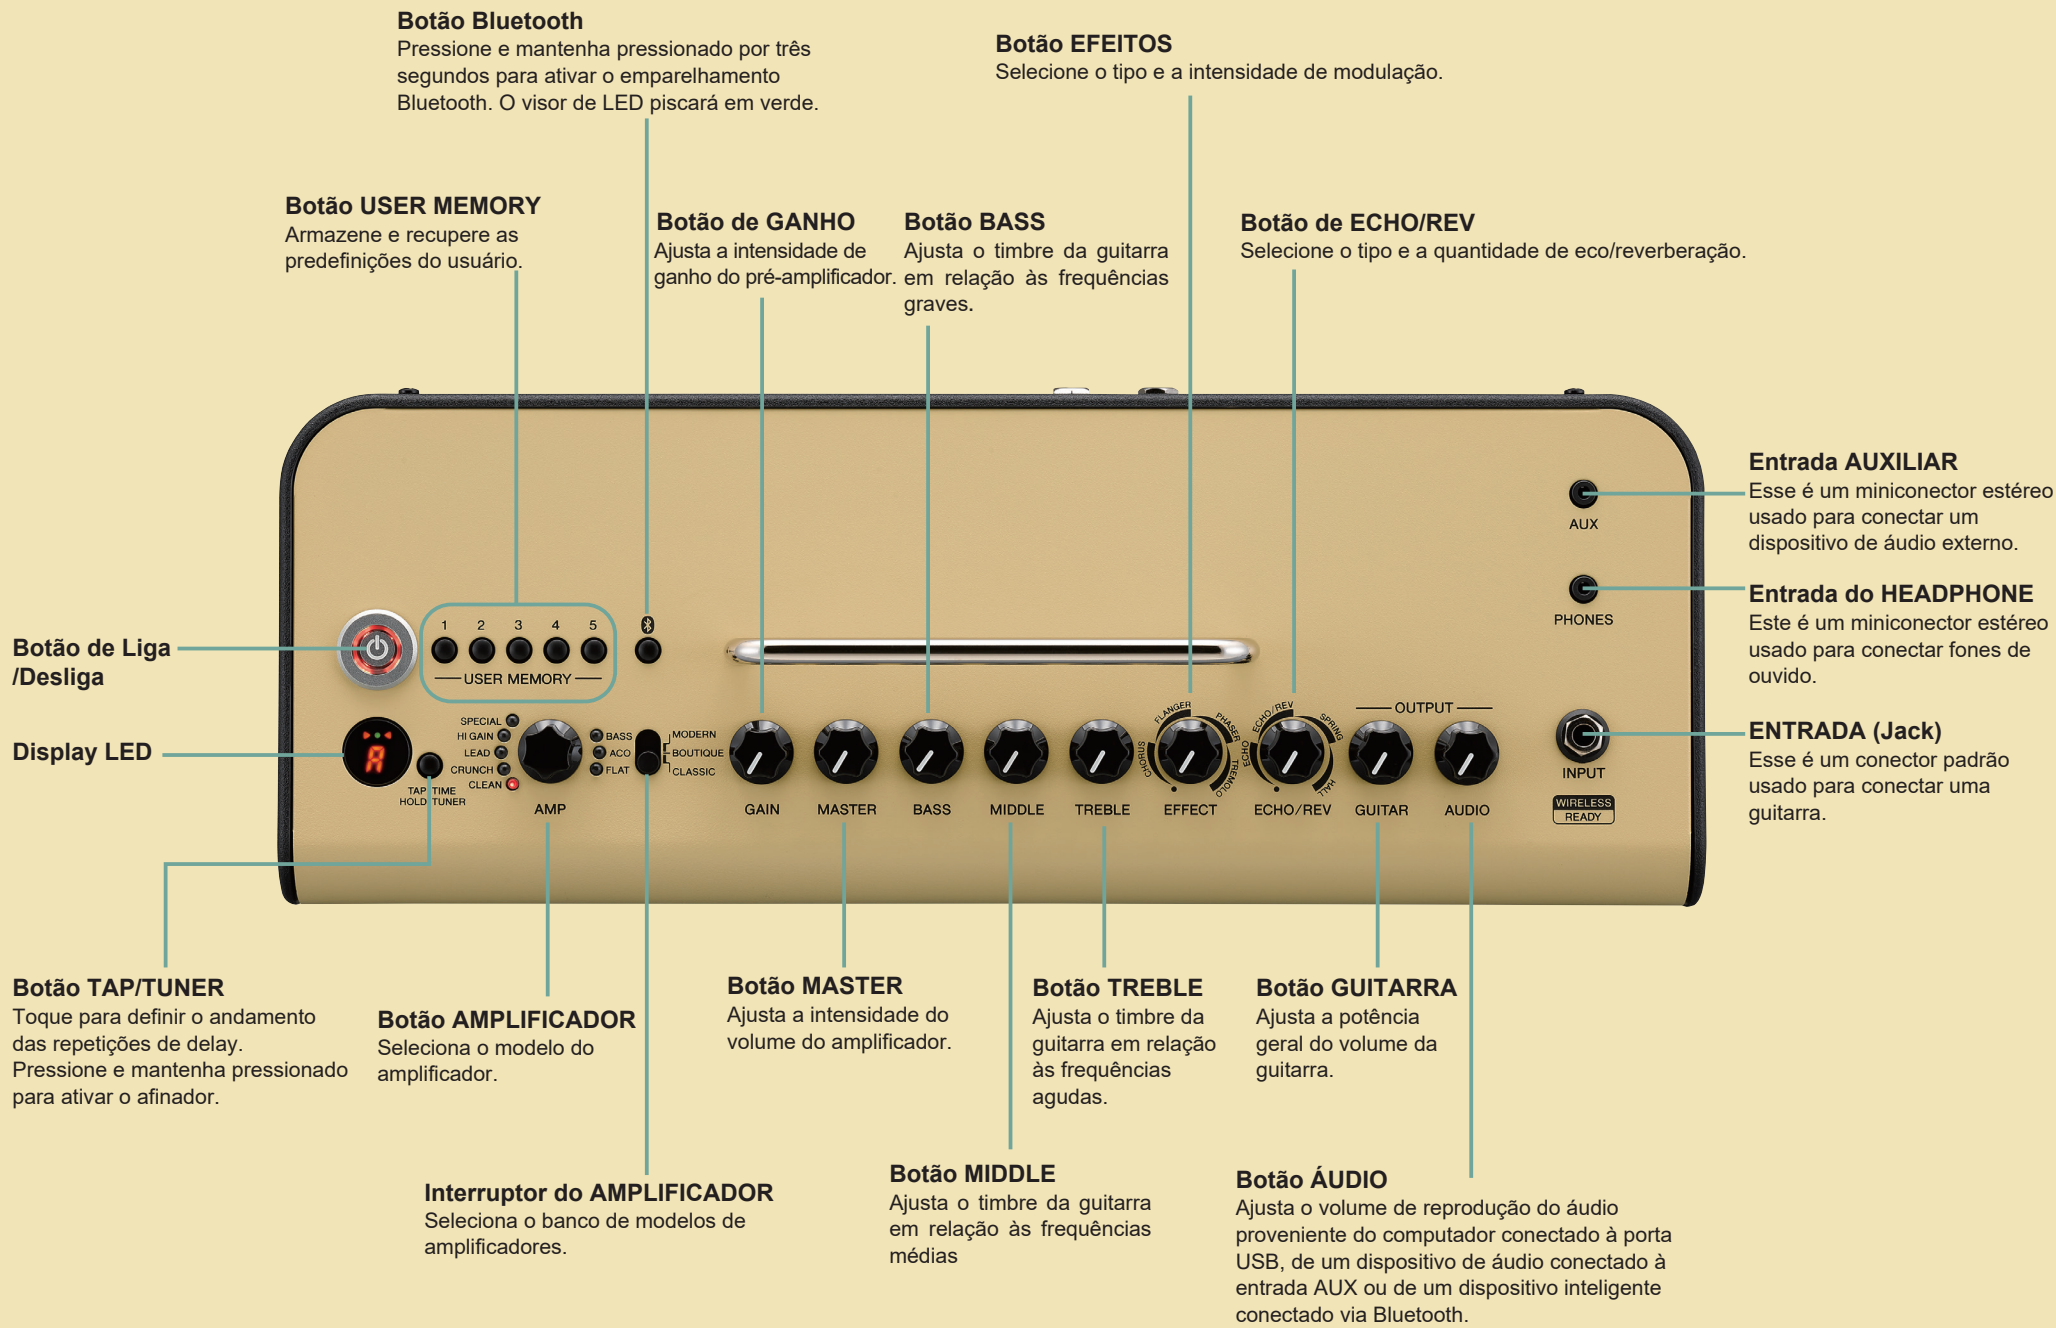 Botão Bluetooth
Pressione e mantenha pressionado por três
segundos para ativar o emparelhamento
Bluetooth. O visor de LED piscará em verde.
Botão EFEITOS
Selecione o tipo e a intensidade de modulação.
Botão USER MEMORY
Armazene e recupere as
predefinições do usuário.
Botão de GANHO
Ajusta a intensidade de
ganho do pré-amplificador.
Botão BASS
Ajusta o timbre da guitarra
em relação às frequências
graves.
Botão de ECHO/REV
Selecione o tipo e a quantidade de eco/reverberação.
Entrada AUXILIAR
Esse é um miniconector estéreo
usado para conectar um
dispositivo de áudio externo.
AUX
Entrada do HEADPHONE
Este é um miniconector estéreo
usado para conectar fones de
ouvido.
PHONES
Botão de Liga
/Desliga
1 2 3 4 5
USER MEMORY
Display LED
A
TAP TIME
HOLD TUNER
SPECIAL
HI GAIN
LEAD
CRUNCH
CLEAN
AMP
BASS
ACO
FLAT
MODERN
BOUTIQUE
CLASSIC
GAIN
MASTER
BASS
MIDDLE
TREBLE
CHORUS
FLANGER
PHASER
TREMOLO
EFFECT
ECHO
ECHO/REV
SPRING
HALL
ECHO/REV
OUTPUT
GUITAR
AUDIO
INPUT
WIRELESS
READY
ENTRADA (Jack)
Esse é um conector padrão
usado para conectar uma
guitarra.
Botão TAP/TUNER
Toque para definir o andamento
das repetições de delay.
Pressione e mantenha pressionado
para ativar o afinador.
Botão AMPLIFICADOR
Seleciona o modelo do
amplificador.
Botão MASTER
Ajusta a intensidade do
volume do amplificador.
Botão TREBLE
Ajusta o timbre da
guitarra em relação
às frequências
agudas.
Botão GUITARRA
Ajusta a potência
geral do volume da
guitarra.
Interruptor do AMPLIFICADOR
Seleciona o banco de modelos de
amplificadores.
Botão MIDDLE
Ajusta o timbre da guitarra
em relação às frequências
médias
Botão ÁUDIO
Ajusta o volume de reprodução do áudio
proveniente do computador conectado à porta
USB, de um dispositivo de áudio conectado à
entrada AUX ou de um dispositivo inteligente
conectado via Bluetooth.